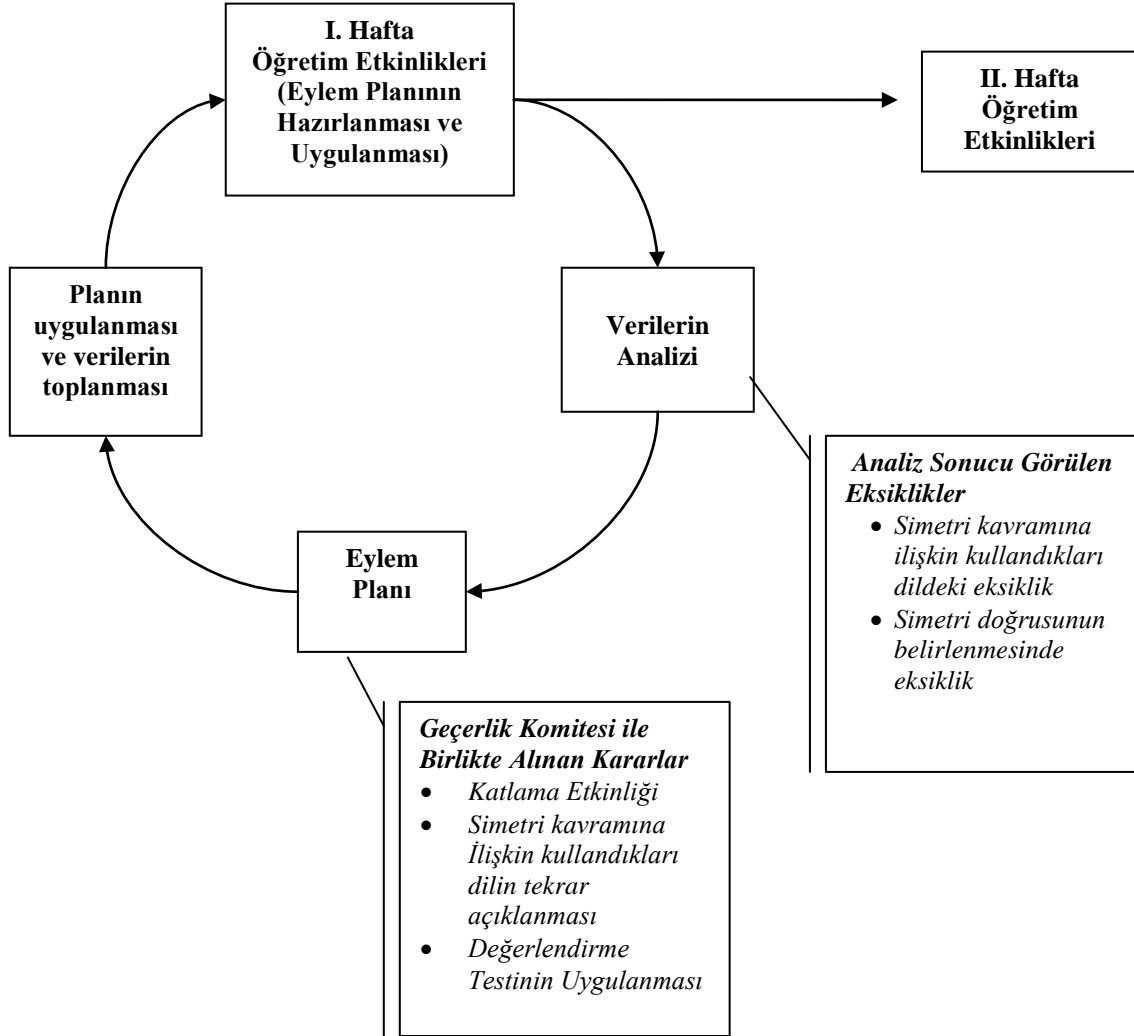 I. Hafta
Öğretim Etkinlikleri
(Eylem Planının
Hazırlanması ve
Uygulanması)
II. Hafta
Öğretim
Etkinlikleri
Planın
uygulanması
ve verilerin
toplanması
Verilerin
Analizi
Analiz Sonucu Görülen
Eksiklikler
• Simetri kavramına
ilişkin kullandıkları
dildeki eksiklik
• Simetri doğrusunun
belirlenmesinde
eksiklik
Eylem
Planı
Geçerlik Komitesi ile
Birlikte Alınan Kararlar
• Katlama Etkinliği
• Simetri kavramına
İlişkin kullandıkları
dilin tekrar
açıklanması
• Değerlendirme
Testinin Uygulanması